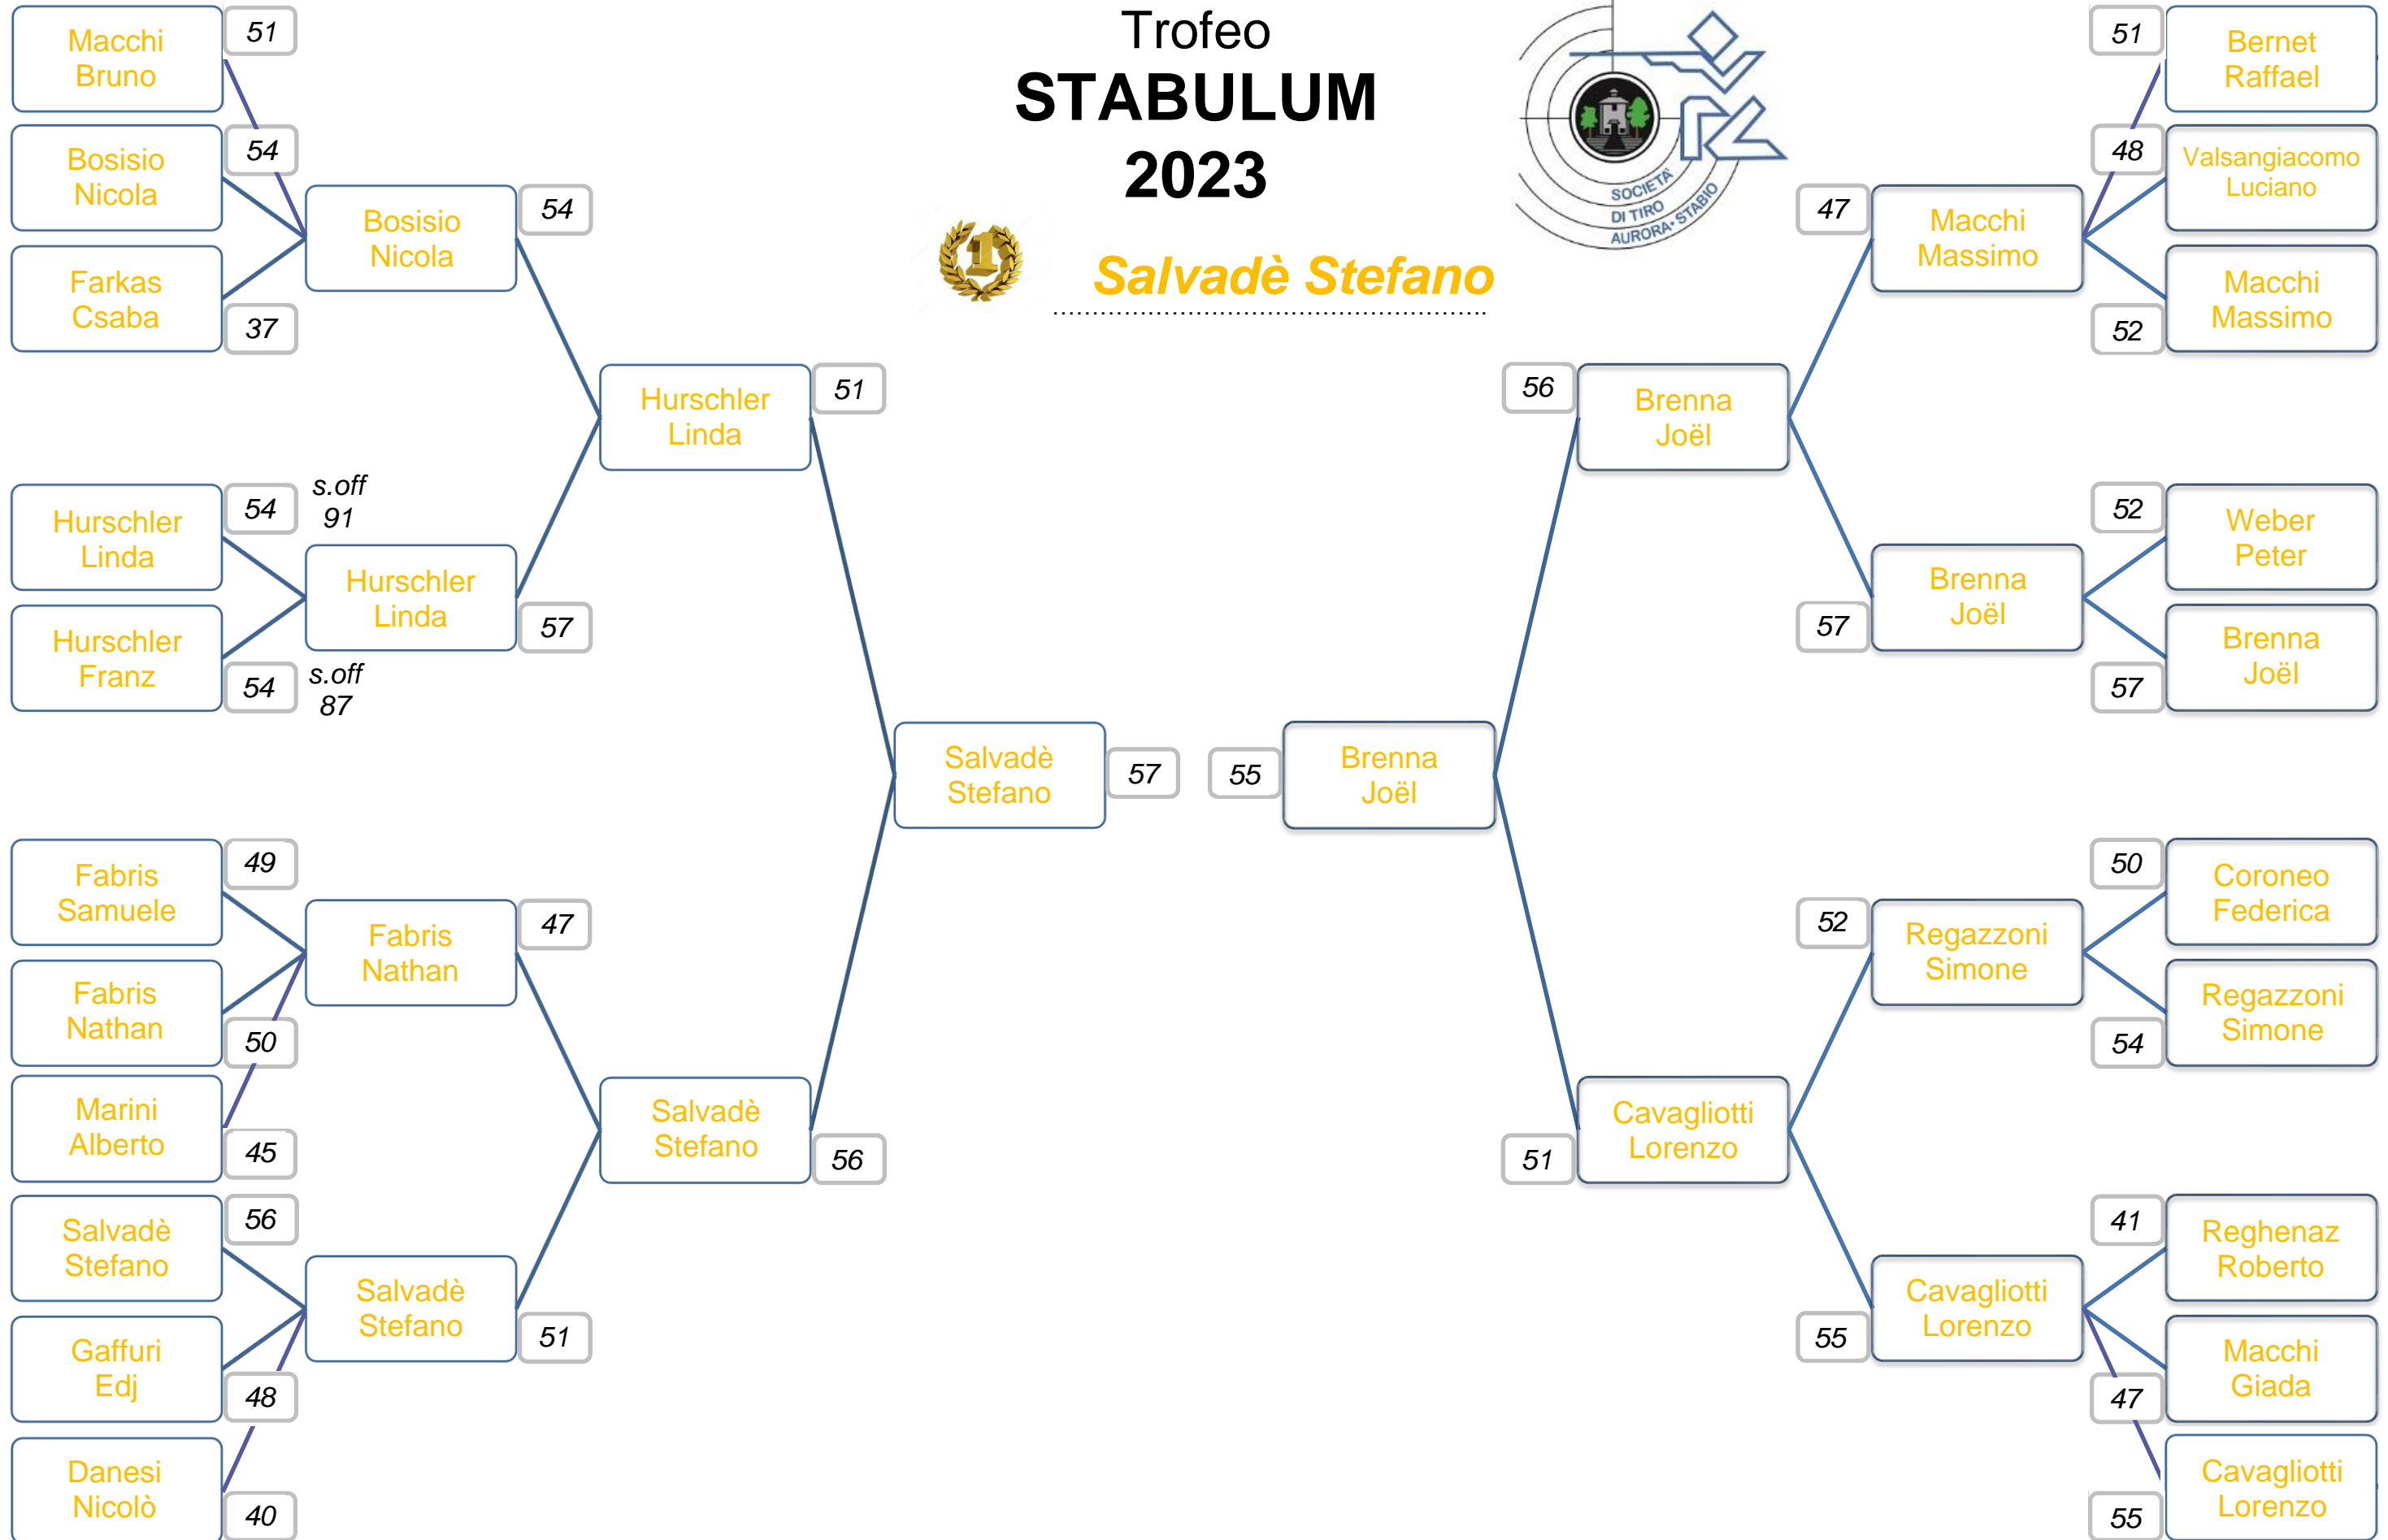 Trofeo
STABULUM
2023
1
Salvadè Stefano
SOCIETÀ
DI TIRO
AURORA • STABIO
Macchi
Bruno
51
Bosisio
Nicola
54
Farkas
Csaba
37
Hurschler
Linda
54
s.off
91
Hurschler
Franz
54
s.off
87
Fabris
Samuele
49
Fabris
Nathan
50
Marini
Alberto
45
Salvadè
Stefano
56
Gaffuri
Edj
48
Danesi
Nicolò
40
Bosisio
Nicola
54
Hurschler
Linda
57
Fabris
Nathan
47
Salvadè
Stefano
51
Hurschler
Linda
51
Salvadè
Stefano
56
Salvadè
Stefano
57
55
Brenna
Joël
56
Brenna
Joël
51
Cavagliotti
Lorenzo
47
Macchi
Massimo
57
Brenna
Joël
52
Regazzoni
Simone
55
Cavagliotti
Lorenzo
51
Bernet
Raffael
48
Valsangiacomo
Luciano
52
Macchi
Massimo
52
Weber
Peter
57
Brenna
Joël
50
Coroneo
Federica
54
Regazzoni
Simone
41
Reghenaz
Roberto
47
Macchi
Giada
55
Cavagliotti
Lorenzo